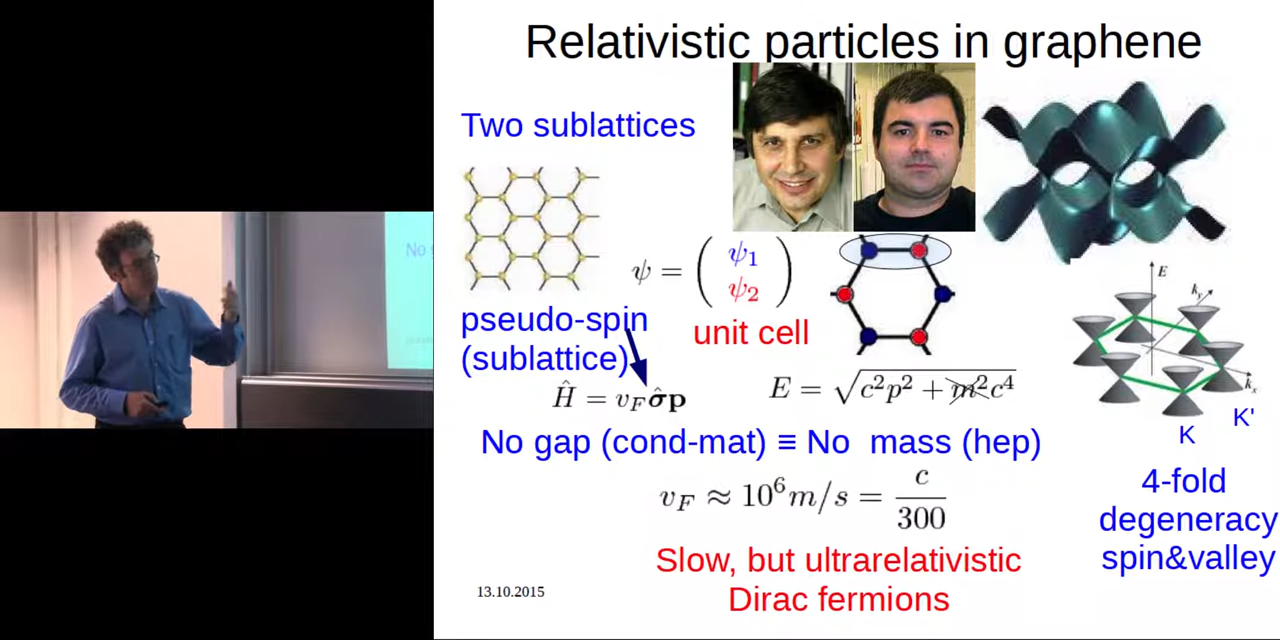 Relativistic particles in graphene
Two sublattices
ψ = ( ψ₁
ψ₂ )
unit cell
pseudo-spin
(sublattice)
Ĥ = v_F σ̂p
E = √(c²p² + m²c⁴)
E
k_y
k_x
K
K'
No gap (cond-mat) ≡ No mass (hep)
v_F ≈ 10⁶ m/s = c/300
4-fold
degeneracy
spin&valley
Slow, but ultrarelativistic
Dirac fermions
13.10.2015
No